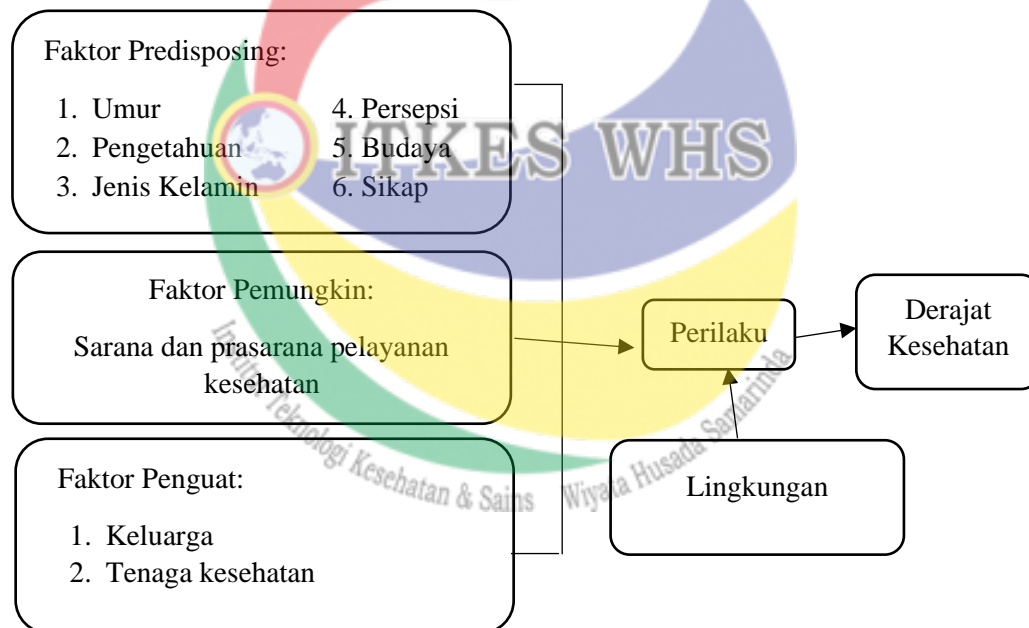 Faktor Predisposing:
1. Umur
2. Pengetahuan
3. Jenis Kelamin
4. Persepsi
5. Budaya
6. Sikap
ITKES WHS
Faktor Pemungkin:
Sarana dan prasarana pelayanan
kesehatan
Faktor Penguat:
1. Keluarga
2. Tenaga kesehatan
Perilaku
Derajat
Kesehatan
Lingkungan
Institut Teknologi Kesehatan & Sains Wiyata Husada Samarinda